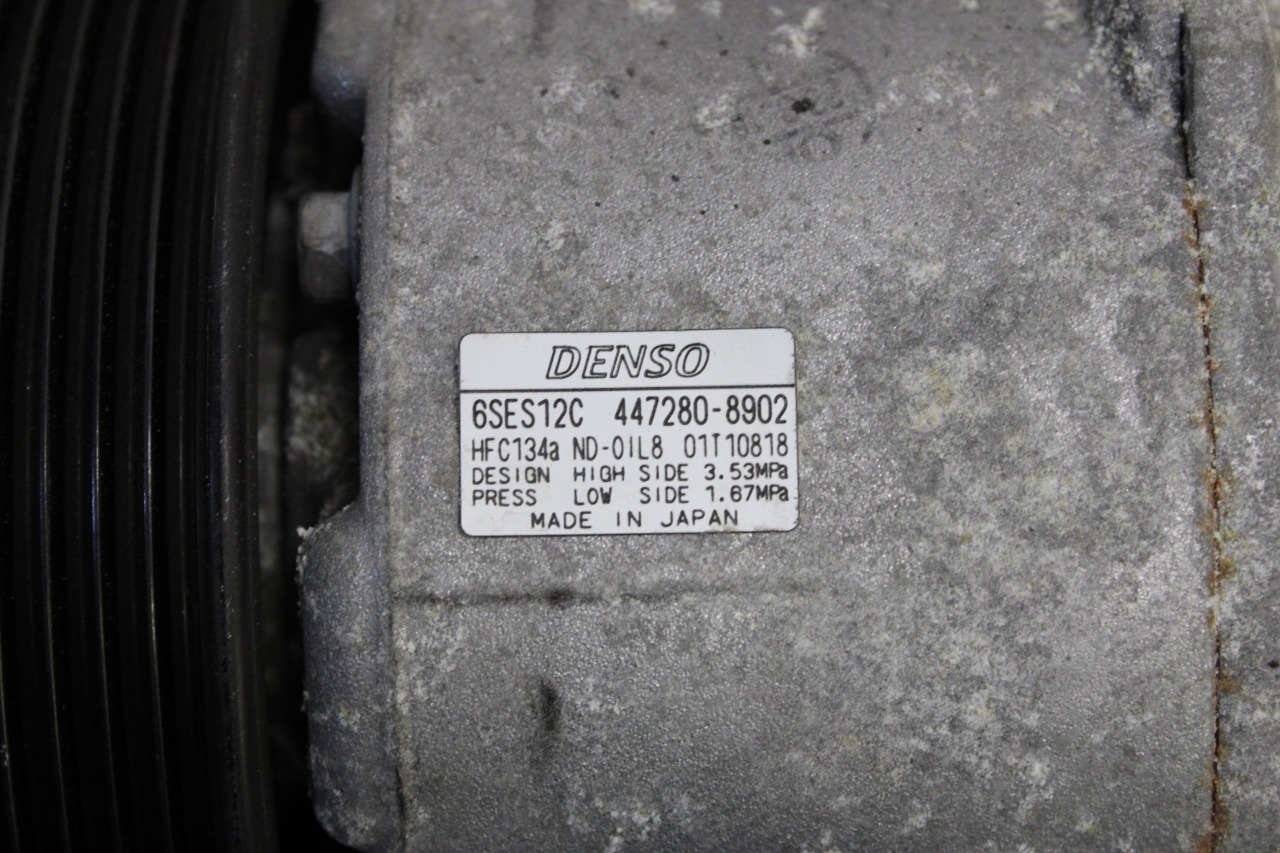 DENSO
6SES12C 447280-8902
HFC134a ND-OIL8 01T10818
DESIGN HIGH SIDE 3.53MPa
PRESS LOW SIDE 1.67MPa
MADE IN JAPAN